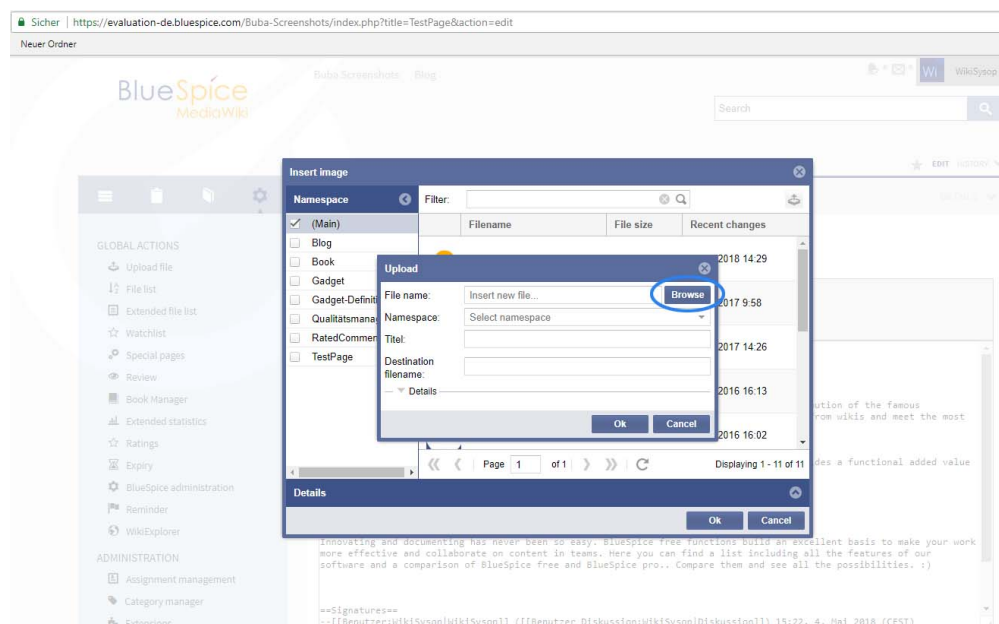 Sicher | https://evaluation-de.bluespice.com/Buba-Screenshots/index.php?title=TestPage&action=edit
Neuer Ordner
Buba Screenshots Blog
Wi WikiSysop
BlueSpice
MediaWiki
Search
EDIT HISTORY
Insert image
Namespace
Filter:
Filename File size Recent changes
(Main)
Blog
Book
Gadget
Gadget-Definiti
Qualitätsmana
RatedCommen
TestPage
2018 14:29
2017 9:58
2017 14:26
2016 16:13
2016 16:02
Upload
File name: Insert new file... Browse
Namespace: Select namespace
Titel:
Destination
filename:
Details
Ok Cancel
Page 1 of 1 Displaying 1 - 11 of 11
Details
Ok Cancel
GLOBAL ACTIONS
Upload file
File list
Extended file list
Watchlist
Special pages
Review
Book Manager
Extended statistics
Ratings
Expiry
BlueSpice administration
Reminder
WikiExplorer
ADMINISTRATION
Assignment management
Category manager
Extensions
ution of the famous
from wikis and meet the most
des a functional added value
Innovating and documenting has never been so easy. BlueSpice free functions build an excellent basis to make your work
more effective and collaborate on content in teams. Here you can find a list including all the features of our
software and a comparison of BlueSpice free and BlueSpice pro.. Compare them and see all the possibilities. :)
==Signatures==
--[[Benutzer:WikiSysop|WikiSysop]] ([[Benutzer Diskussion:WikiSysop|Diskussion]]) 15:22, 4. Mai 2018 (CEST)